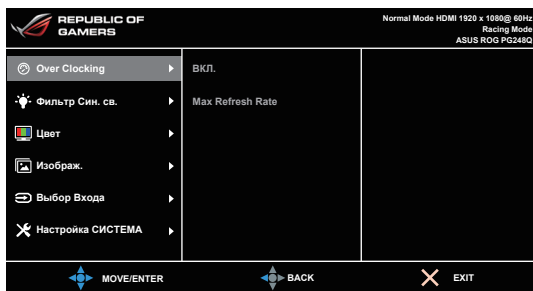 REPUBLIC OF
GAMERS
Normal Mode HDMI 1920 x 1080@ 60Hz
Racing Mode
ASUS ROG PG248Q
Over Clocking
ВКЛ.
Фильтр Син. св.
Max Refresh Rate
Цвет
Изображ.
Выбор Входа
Настройка СИСТЕМА
MOVE/ENTER
BACK
EXIT